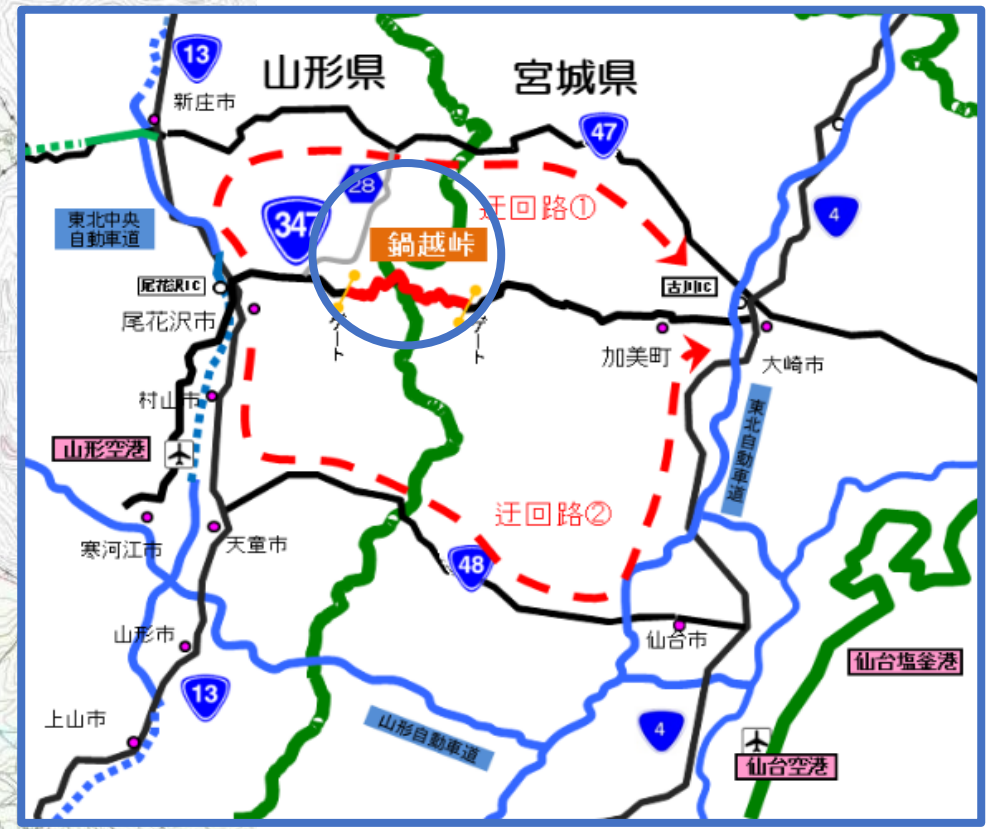 13
新庄市
山形県
宮城県
47
28
迂回路①
4
東北中央
自動車道
347
鍋越峠
尾花沢IC
古川IC
尾花沢市
ゲート
ゲート
加美町
大崎市
村山市
東北自動車道
山形空港
迂回路②
寒河江市
天童市
48
山形市
仙台市
仙台塩釜港
13
上山市
山形自動車道
4
仙台空港